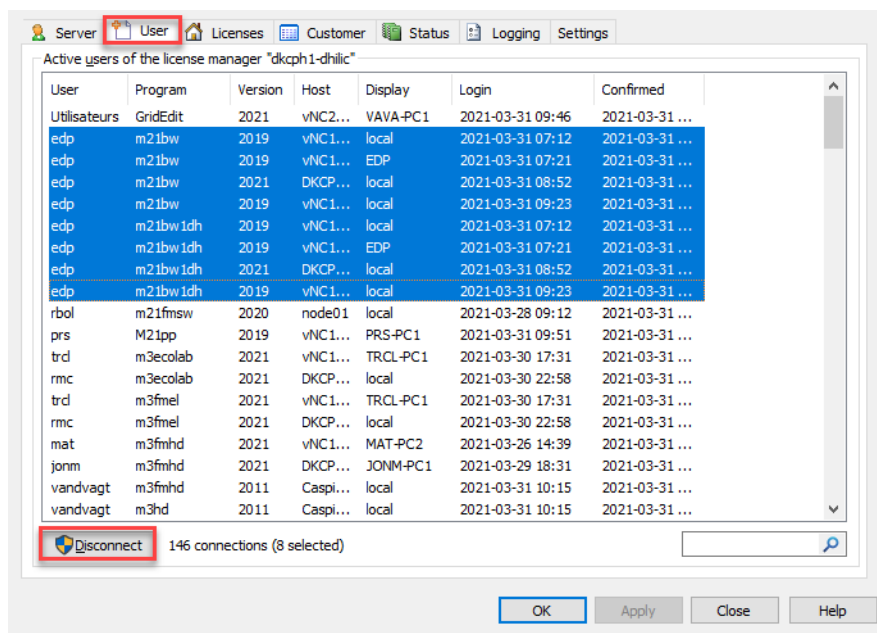 Server User Licenses Customer Status Logging Settings
Active users of the license manager "dkcph1-dhilic"
User Program Version Host Display Login Confirmed
Utilisateurs GridEdit 2021 vNC2... VAVA-PC1 2021-03-31 09:46 2021-03-31 ...
edp m21bw 2019 vNC1... local 2021-03-31 07:12 2021-03-31 ...
edp m21bw 2019 vNC1... EDP 2021-03-31 07:21 2021-03-31 ...
edp m21bw 2021 DKCP... local 2021-03-31 08:52 2021-03-31 ...
edp m21bw 2019 vNC1... local 2021-03-31 09:23 2021-03-31 ...
edp m21bw1dh 2019 vNC1... local 2021-03-31 07:12 2021-03-31 ...
edp m21bw1dh 2019 vNC1... EDP 2021-03-31 07:21 2021-03-31 ...
edp m21bw1dh 2021 DKCP... local 2021-03-31 08:52 2021-03-31 ...
edp m21bw1dh 2019 vNC1... local 2021-03-31 09:23 2021-03-31 ...
rbol m21fmsw 2020 node01 local 2021-03-28 09:12 2021-03-31 ...
prs M21pp 2019 vNC1... PRS-PC1 2021-03-31 09:51 2021-03-31 ...
trcl m3ecolab 2021 vNC1... TRCL-PC1 2021-03-30 17:31 2021-03-31 ...
rmc m3ecolab 2021 DKCP... local 2021-03-30 22:58 2021-03-31 ...
trcl m3fmel 2021 vNC1... TRCL-PC1 2021-03-30 17:31 2021-03-31 ...
rmc m3fmel 2021 DKCP... local 2021-03-30 22:58 2021-03-31 ...
mat m3fmhd 2021 vNC1... MAT-PC2 2021-03-26 14:39 2021-03-31 ...
jonm m3fmhd 2021 DKCP... JONM-PC1 2021-03-29 18:31 2021-03-31 ...
vandvagt m3fmhd 2011 Caspi... local 2021-03-31 10:15 2021-03-31 ...
vandvagt m3hd 2011 Caspi... local 2021-03-31 10:15 2021-03-31 ...
Disconnect 146 connections (8 selected)
OK Apply Close Help